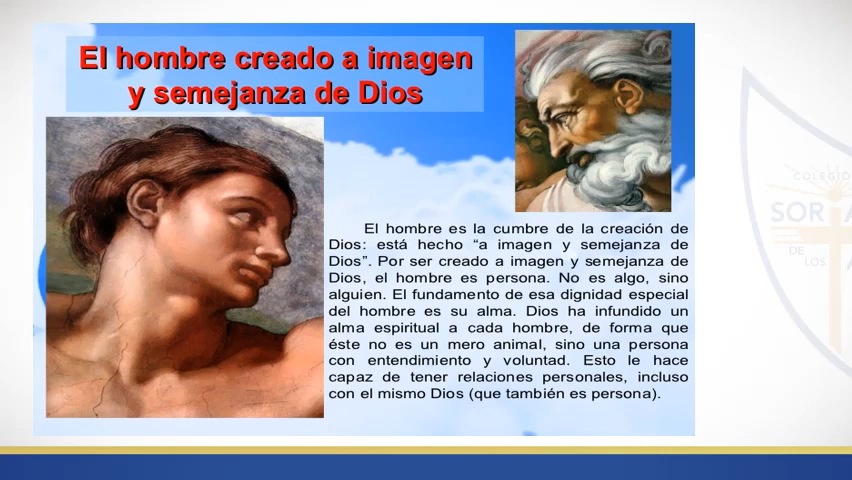 El hombre creado a imagen
y semejanza de Dios
El hombre es la cumbre de la creación de
Dios: está hecho “a imagen y semejanza de
Dios”. Por ser creado a imagen y semejanza de
Dios, el hombre es persona. No es algo, sino
alguien. El fundamento de esa dignidad especial
del hombre es su alma. Dios ha infundido un
alma espiritual a cada hombre, de forma que
éste no es un mero animal, sino una persona
con entendimiento y voluntad. Esto le hace
capaz de tener relaciones personales, incluso
con el mismo Dios (que también es persona).
COLEGIO
SOR
DE
LOS